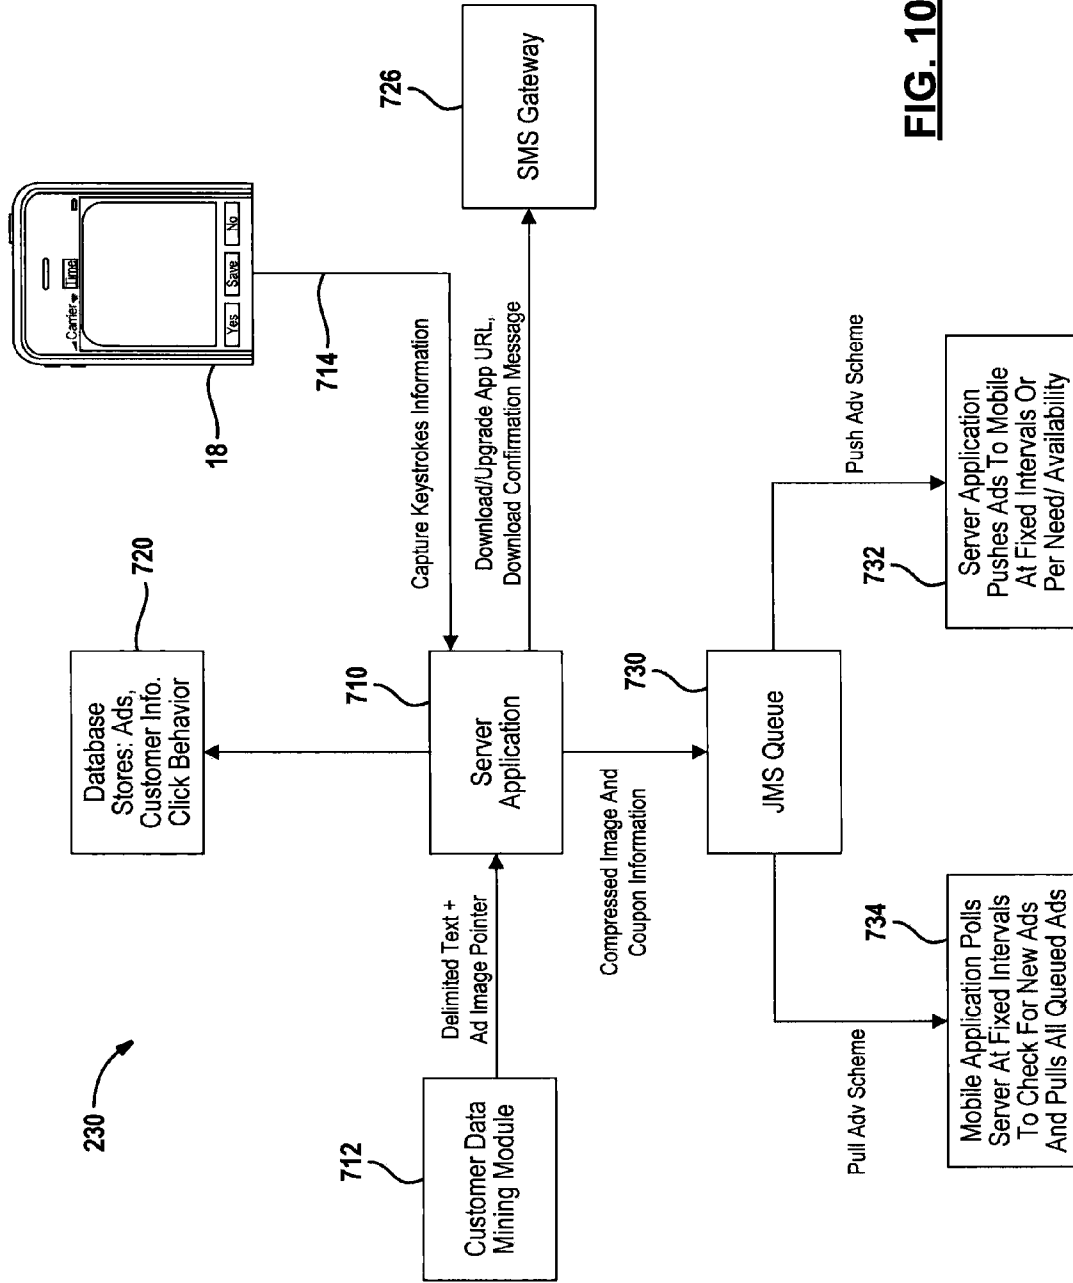 230
712
Customer Data
Mining Module
Delimited Text +
Ad Image Pointer
720
Database
Stores: Ads,
Customer Info.
Click Behavior
710
Server
Application
Capture Keystrokes Information
714
18
Carrier
Time
Yes
Save
No
Download/Upgrade App URL,
Download Confirmation Message
726
SMS Gateway
Compressed Image And
Coupon Information
730
JMS Queue
Pull Adv Scheme
734
Mobile Application Polls
Server At Fixed Intervals
To Check For New Ads
And Pulls All Queued Ads
Push Adv Scheme
732
Server Application
Pushes Ads To Mobile
At Fixed Intervals Or
Per Need/ Availability
FIG. 10